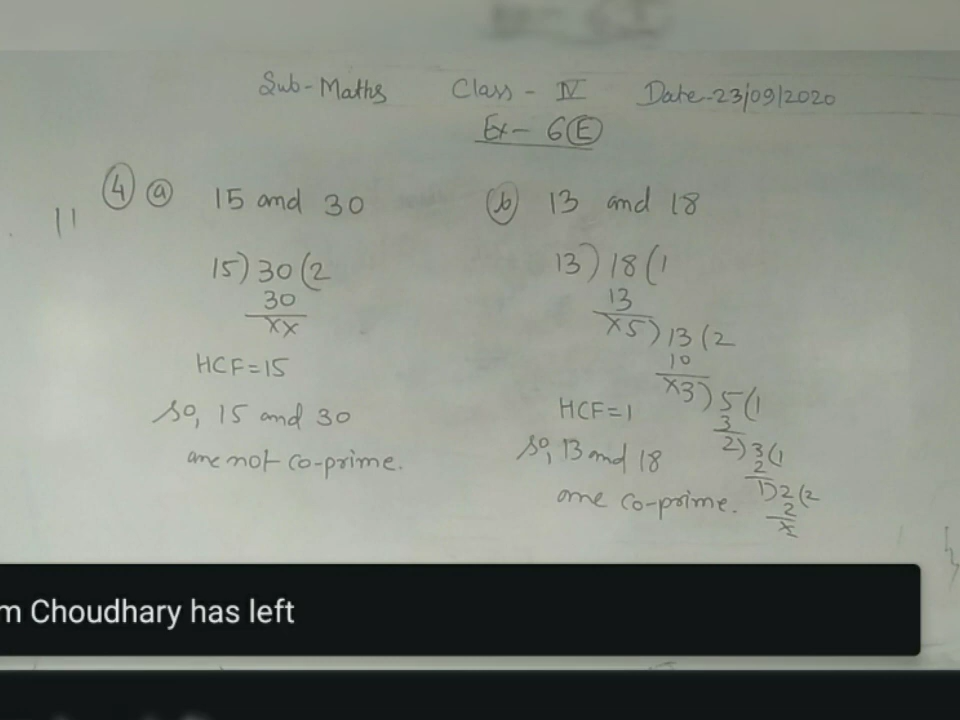 Sub-Maths Class - IV Date-23/09/2020
Ex- 6(E)
4 a 15 and 30
15)30(2
30
xx
HCF=15
so, 15 and 30
are not co-prime.
b 13 and 18
13)18(1
13
x5)13(2
10
x3)5(1
3
2)3(1
2
1)2(2
2
x
HCF=1
so, 13 and 18
are co-prime.
m Choudhary has left